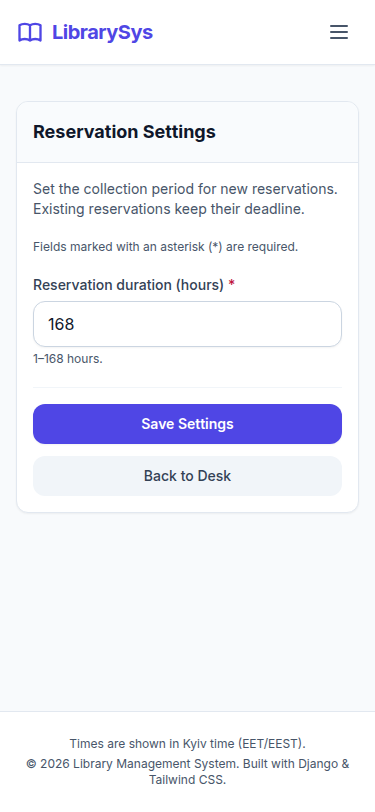 LibrarySys
Reservation Settings
Set the collection period for new reservations.
Existing reservations keep their deadline.
Fields marked with an asterisk (*) are required.
Reservation duration (hours) *
168
1–168 hours.
Save Settings
Back to Desk
Times are shown in Kyiv time (EET/EEST).
© 2026 Library Management System. Built with Django &
Tailwind CSS.